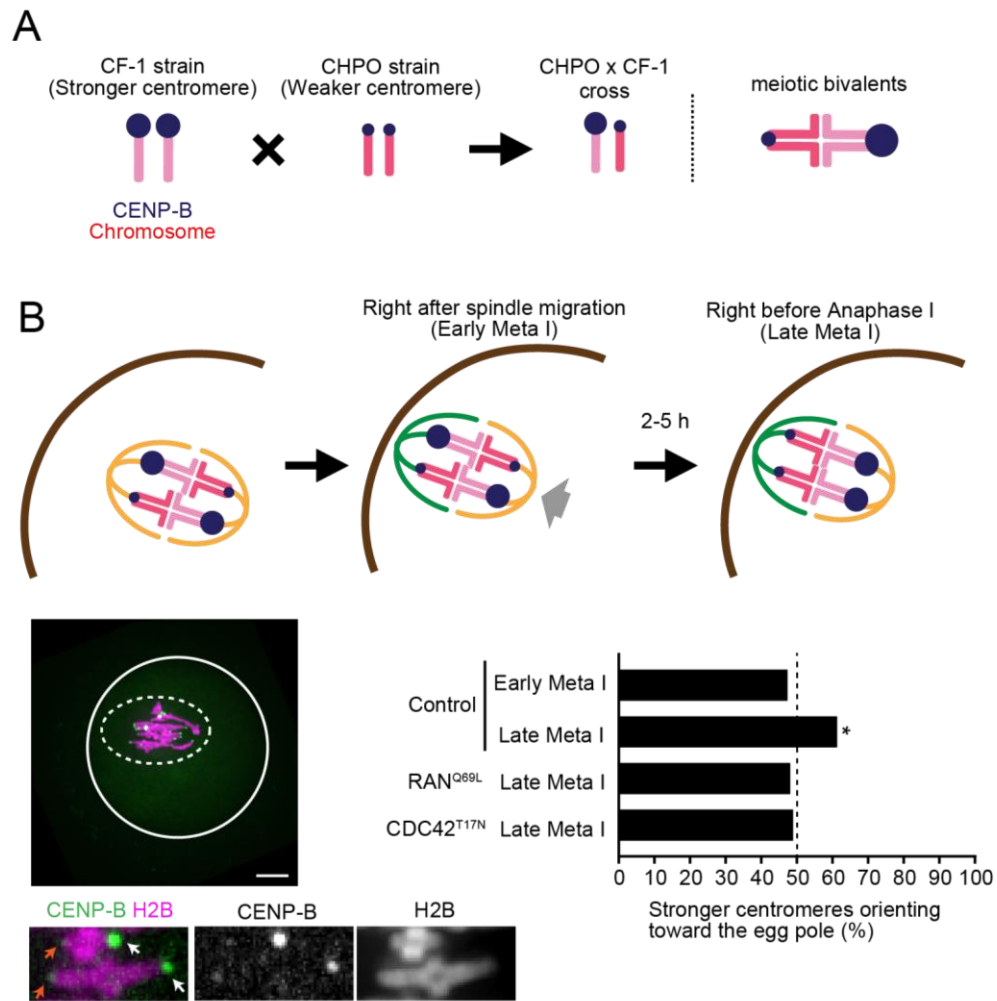 A
CF-1 strain
(Stronger centromere)
CHPO strain
(Weaker centromere)
CHPO x CF-1
cross
meiotic bivalents
CENP-B
Chromosome
B
Right after spindle migration
(Early Meta I)
Right before Anaphase I
(Late Meta I)
2-5 h
Control
Early Meta I
Late Meta I
*
RANQ69L Late Meta I
CDC42T17N Late Meta I
0 10 20 30 40 50 60 70 80 90 100
Stronger centromeres orienting
toward the egg pole (%)
CENP-B H2B
CENP-B
H2B